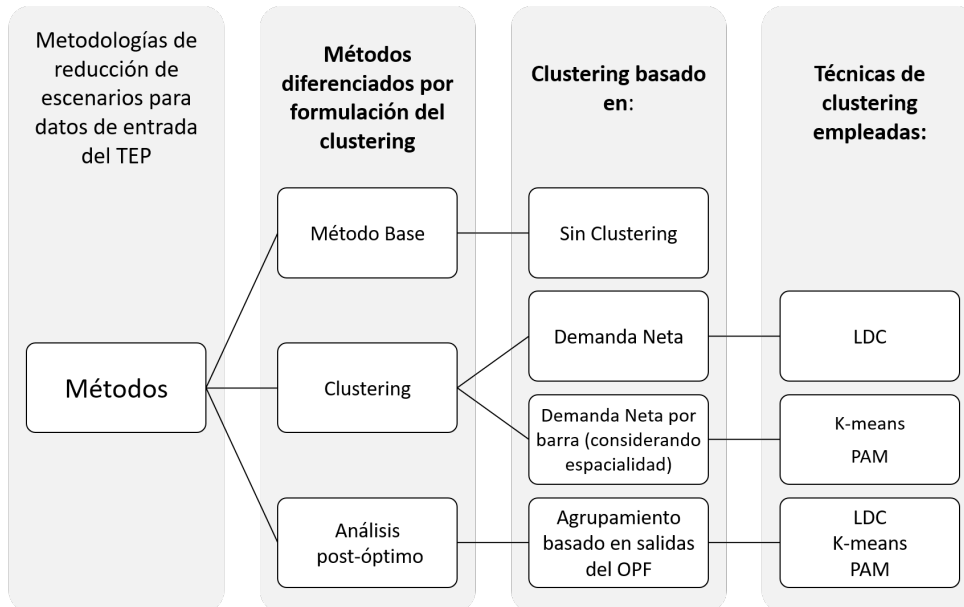 Metodologías de
reducción de
escenarios para
datos de entrada
del TEP
Métodos
diferenciados por
formulación del
clustering
Clustering basado
en:
Técnicas de
clustering
empleadas:
Métodos
Método Base
Sin Clustering
Clustering
Demanda Neta
LDC
Demanda Neta por
barra (considerando
espacialidad)
K-means
PAM
Análisis
post-óptimo
Agrupamiento
basado en salidas
del OPF
LDC
K-means
PAM